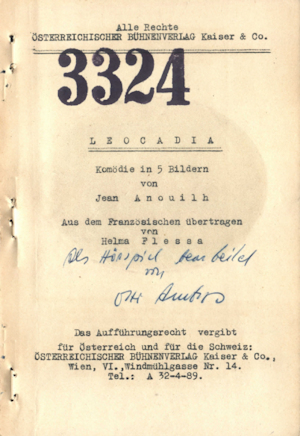 Alle Rechte
ÖSTERREICHISCHER BÜHNENVERLAG Kaiser & Co.
3324
LEOCADIA
Komödie in 5 Bildern
von
Jean Anouilh
Aus dem Französischen übertragen
von
Helma Flessa
Als Hörspiel bearbeitet
von
Das Aufführungsrecht vergibt
für Österreich und für die Schweiz:
ÖSTERREICHISCHER BÜHNENVERLAG Kaiser & Co.,
Wien, VI.,Windmühlgasse Nr. 14.
Tel.: A 32-4-89.